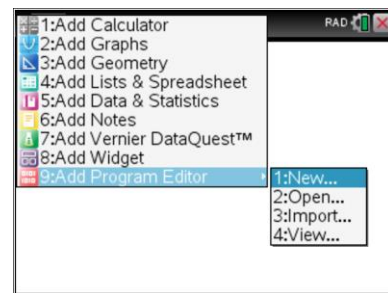 1:Add Calculator
RAD
2:Add Graphs
3:Add Geometry
4:Add Lists & Spreadsheet
5:Add Data & Statistics
6:Add Notes
7:Add Vernier DataQuest™
8:Add Widget
9:Add Program Editor
1:New...
2:Open...
3:Import...
4:View...